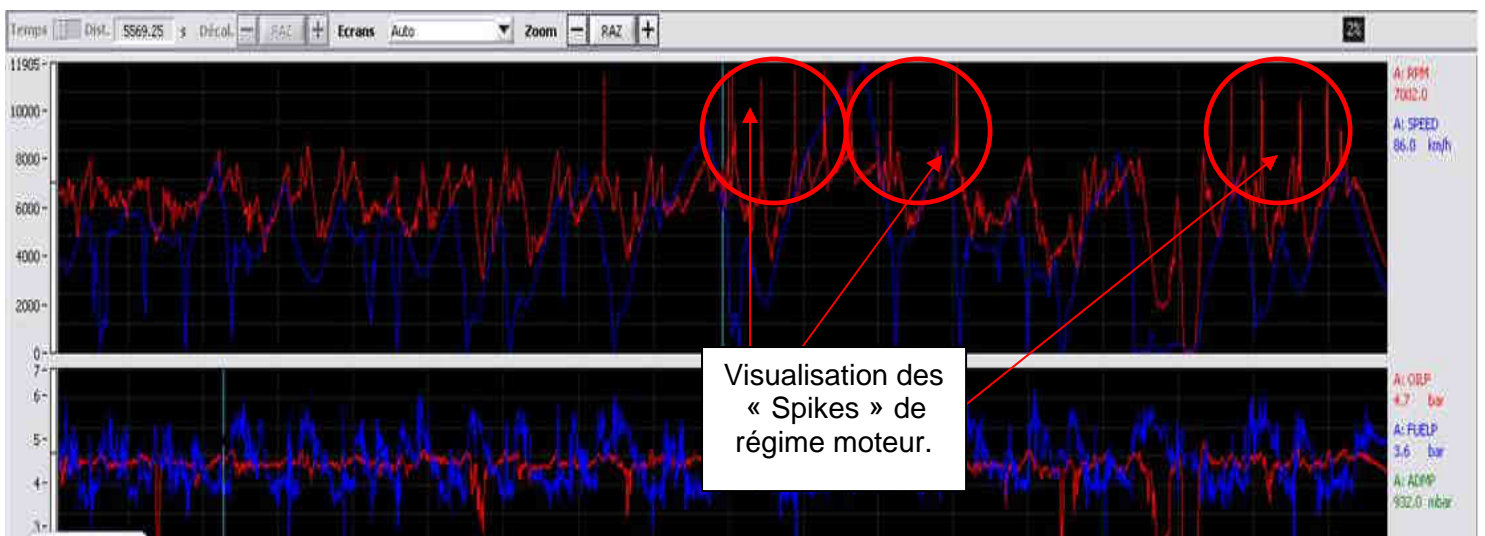 Temps Dist. 5569.25 s Décal. - RAZ + Ecrans Auto Zoom - RAZ + 2%
11905
10000
8000
6000
4000
2000
0
A: RPM
7002.0
A: SPEED
86.0 km/h
Visualisation des
« Spikes » de
régime moteur.
7
6
5
4
3
A: OILP
4.7 bar
A: FUELP
3.6 bar
A: ADMP
932.0 mbar